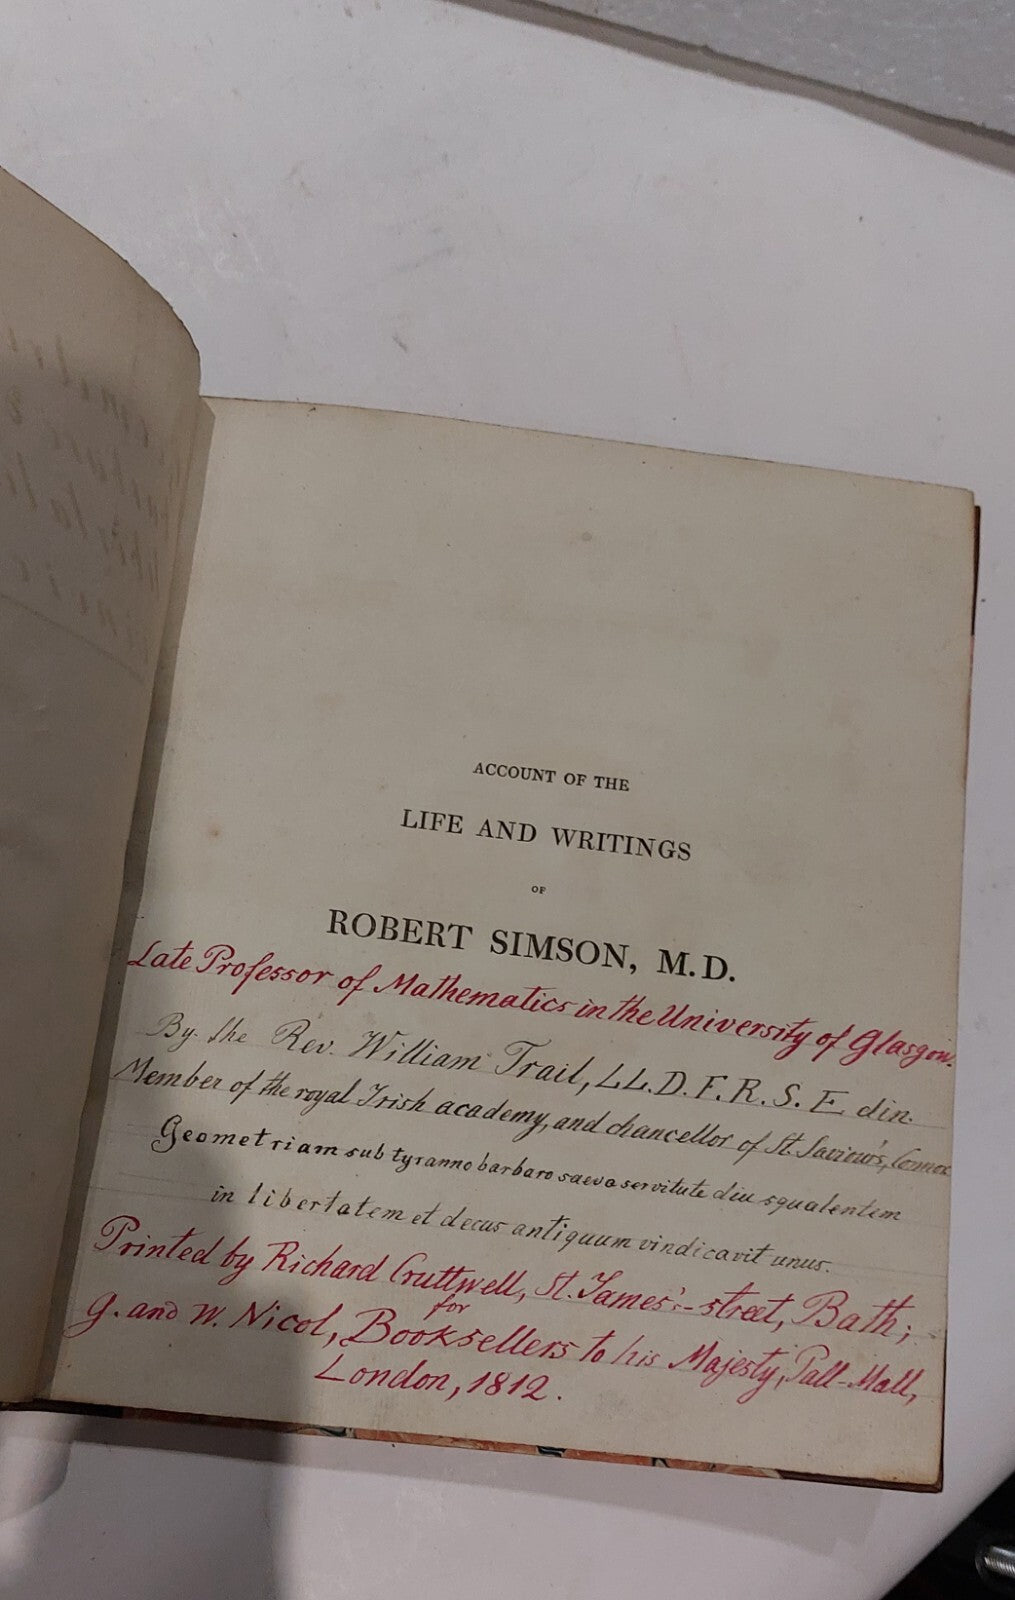 ACCOUNT OF THE
LIFE AND WRITINGS
OF
ROBERT SIMSON, M.D.
Late Professor of Mathematics in the University of Glasgow.
By the Rev. William Trail, LL.D. F.R.S. Edin.
Member of the royal Irish academy, and chancellor of St. Saviour's, Connor
Geometriam sub tyranno barbaro saeva servitute diu squalentem
in libertatem et decus antiquum vindicavit unus.
Printed by Richard Cruttwell, St. James's-street, Bath;
for
G. and W. Nicol, Booksellers to his Majesty, Pall-Mall,
London, 1812.